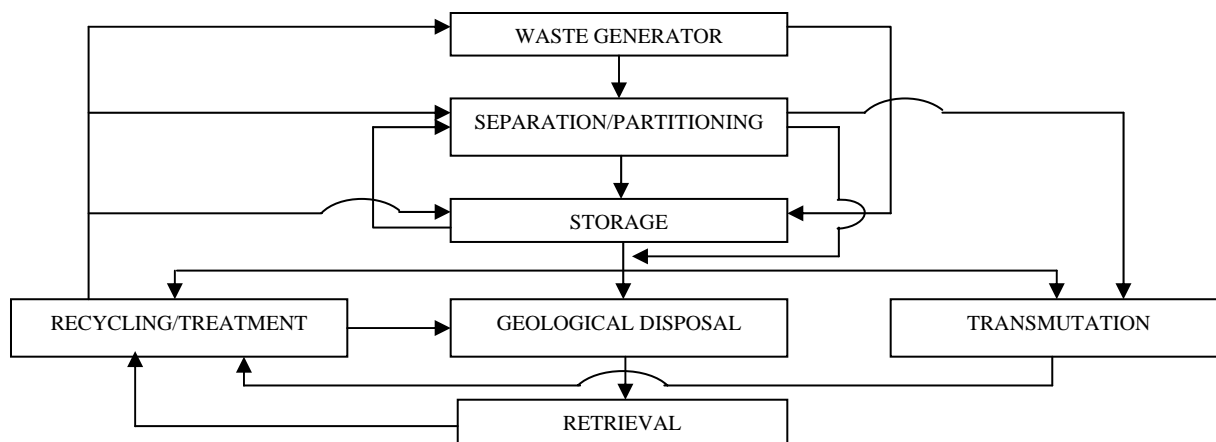 WASTE GENERATOR
SEPARATION/PARTITIONING
STORAGE
RECYCLING/TREATMENT
GEOLOGICAL DISPOSAL
TRANSMUTATION
RETRIEVAL